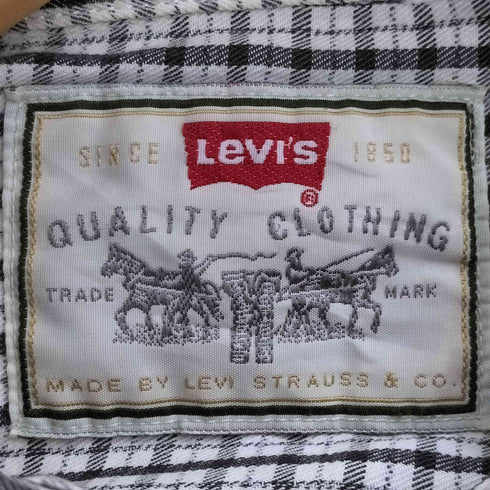 SINCE Levi's ® 1850
QUALITY CLOTHING
TRADE MARK
MADE BY LEVI STRAUSS & CO.